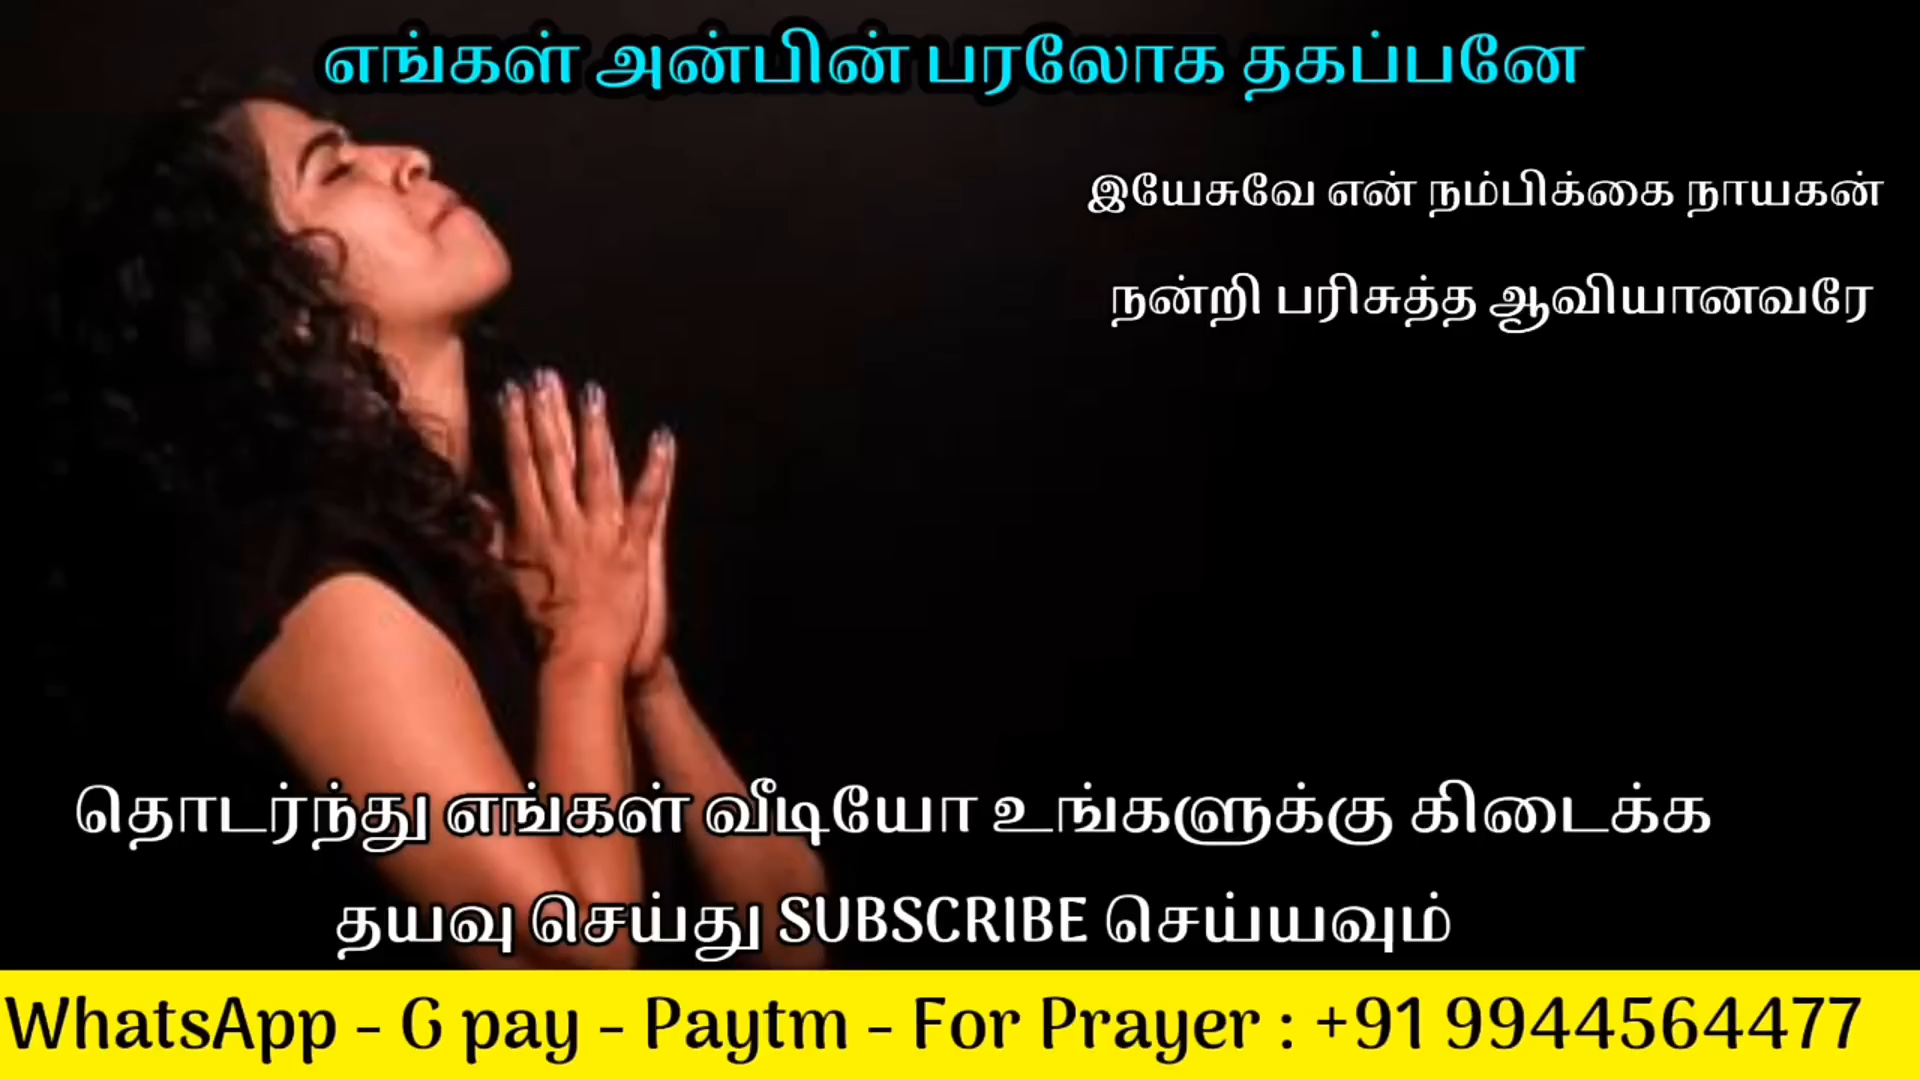 எங்கள் அன்பின் பரலோக தகப்பனே
இயேசுவே என் நம்பிக்கை நாயகன்
நன்றி பரிசுத்த ஆவியானவரே
தொடர்ந்து எங்கள் வீடியோ உங்களுக்கு கிடைக்க
தயவு செய்து SUBSCRIBE செய்யவும்
WhatsApp - G pay - Paytm - For Prayer : +91 9944564477